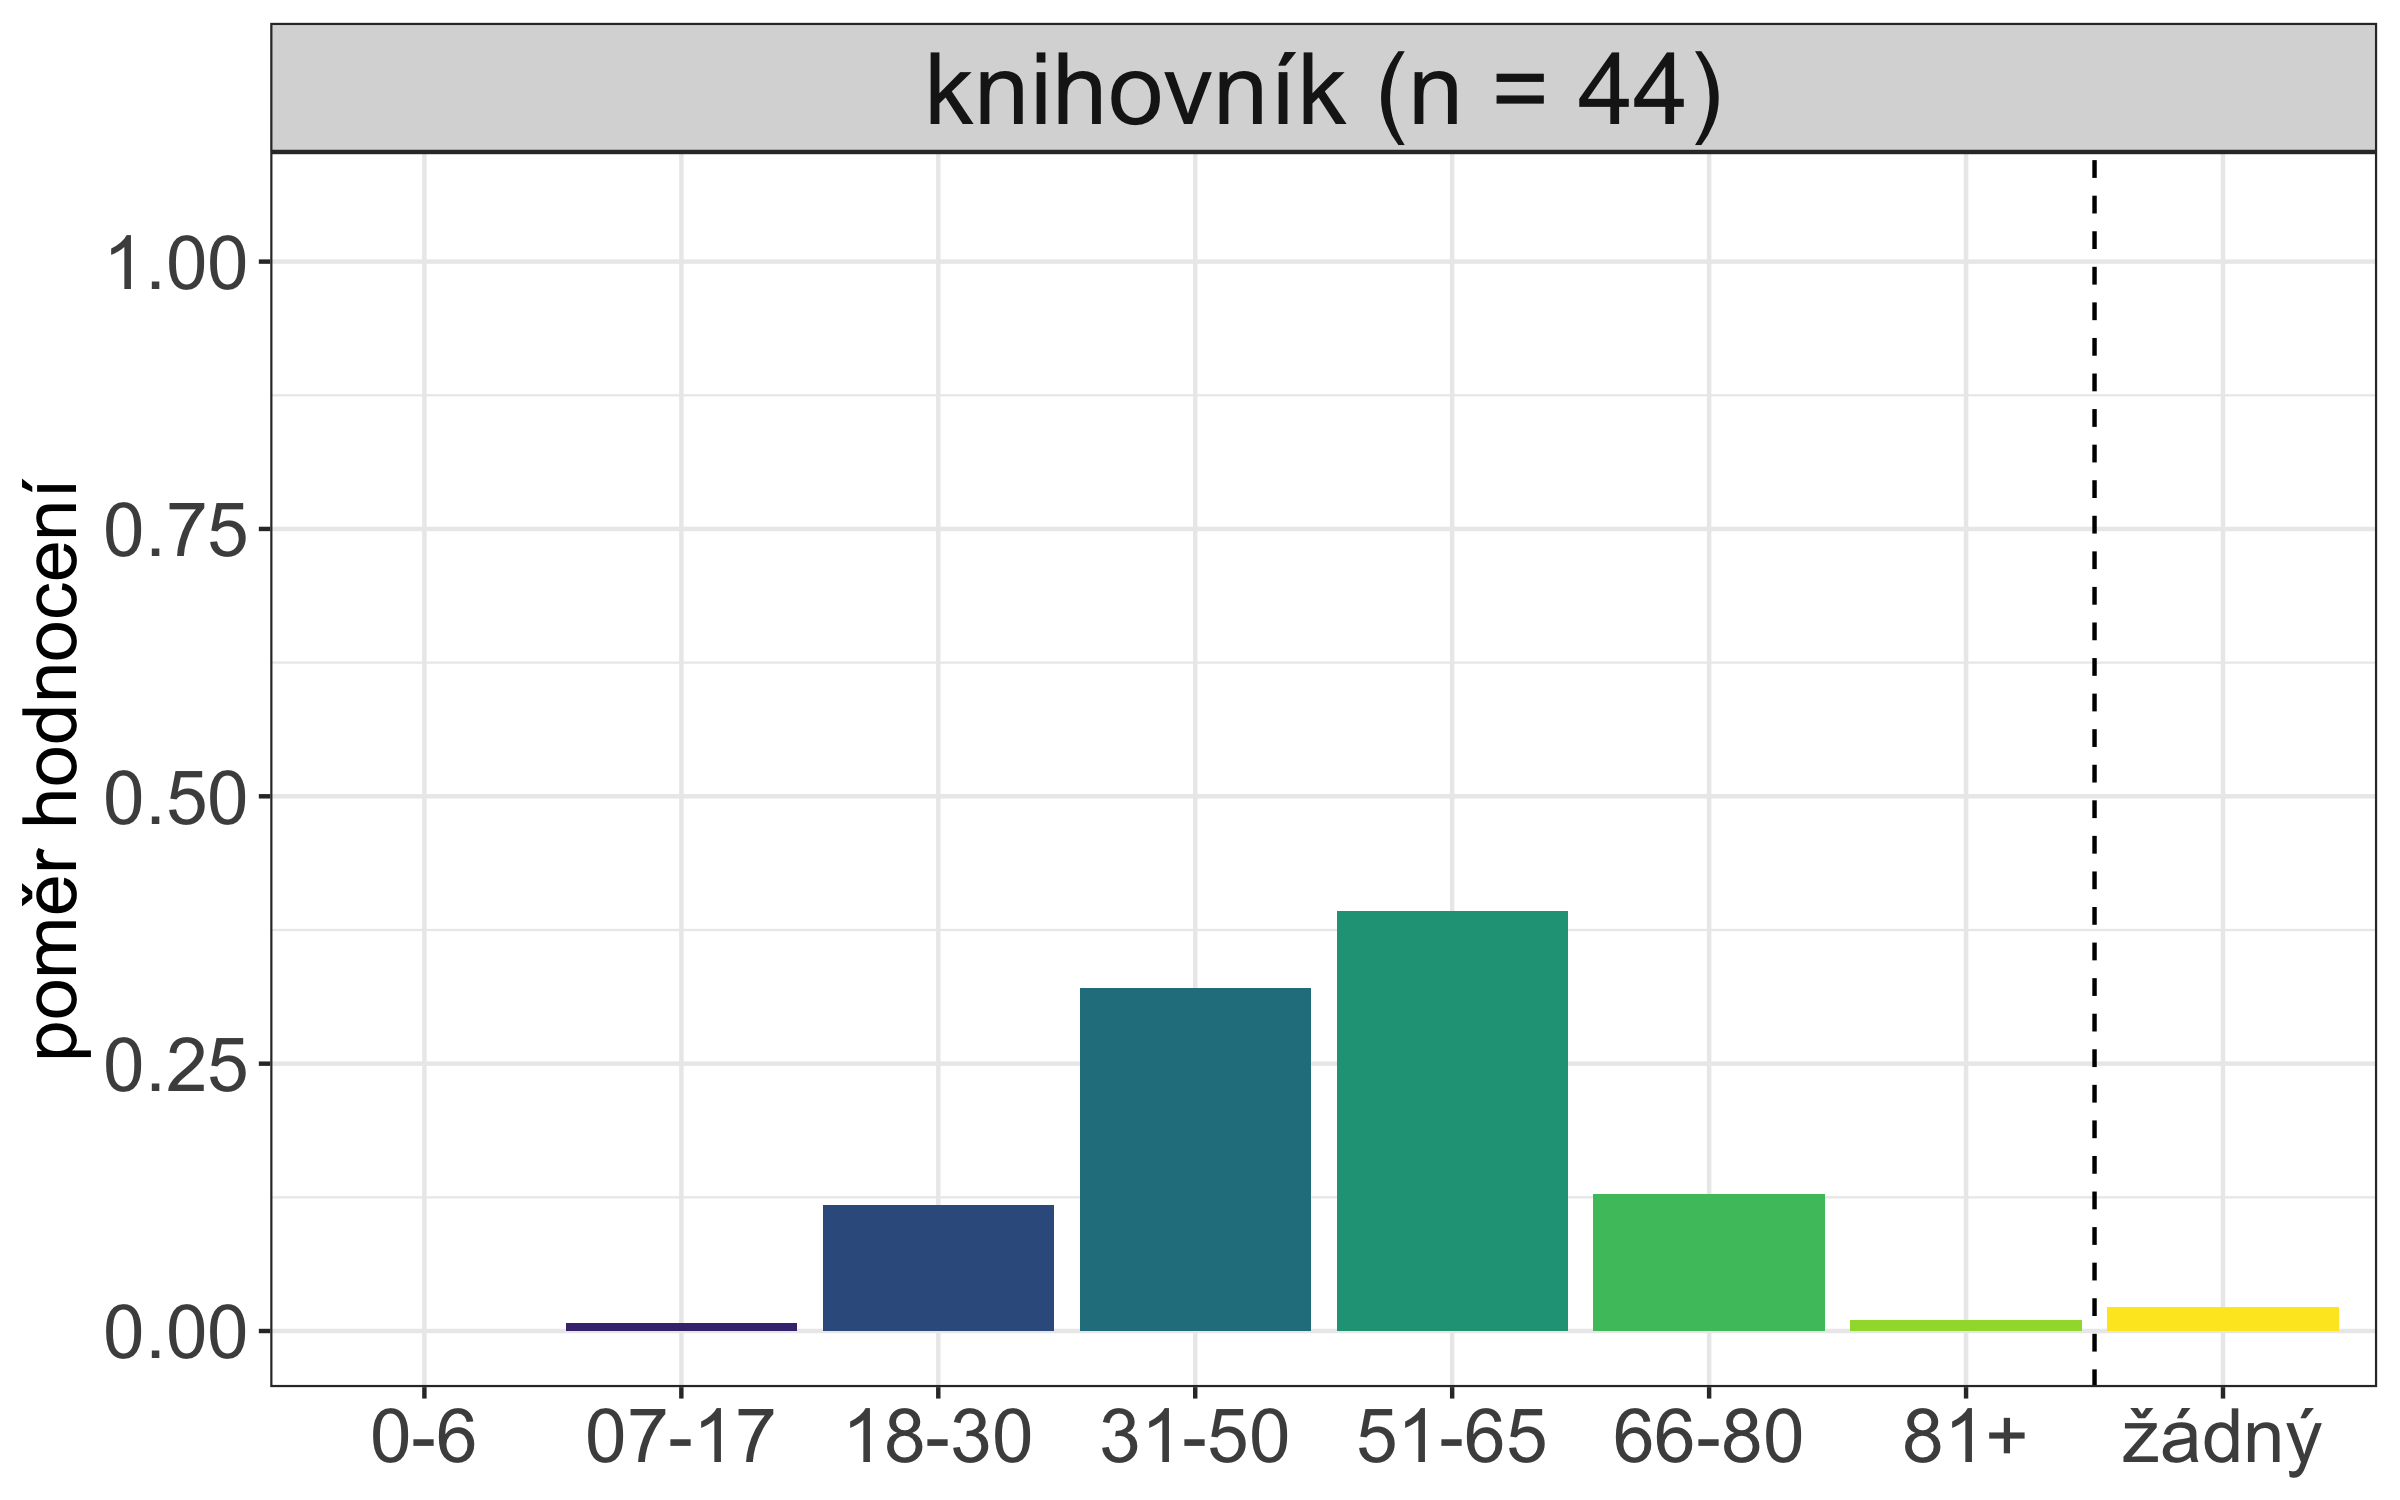 knihovník (n = 44)
poměr hodnocení
1.00
0.75
0.50
0.25
0.00
0-6 07-17 18-30 31-50 51-65 66-80 81+ žádný